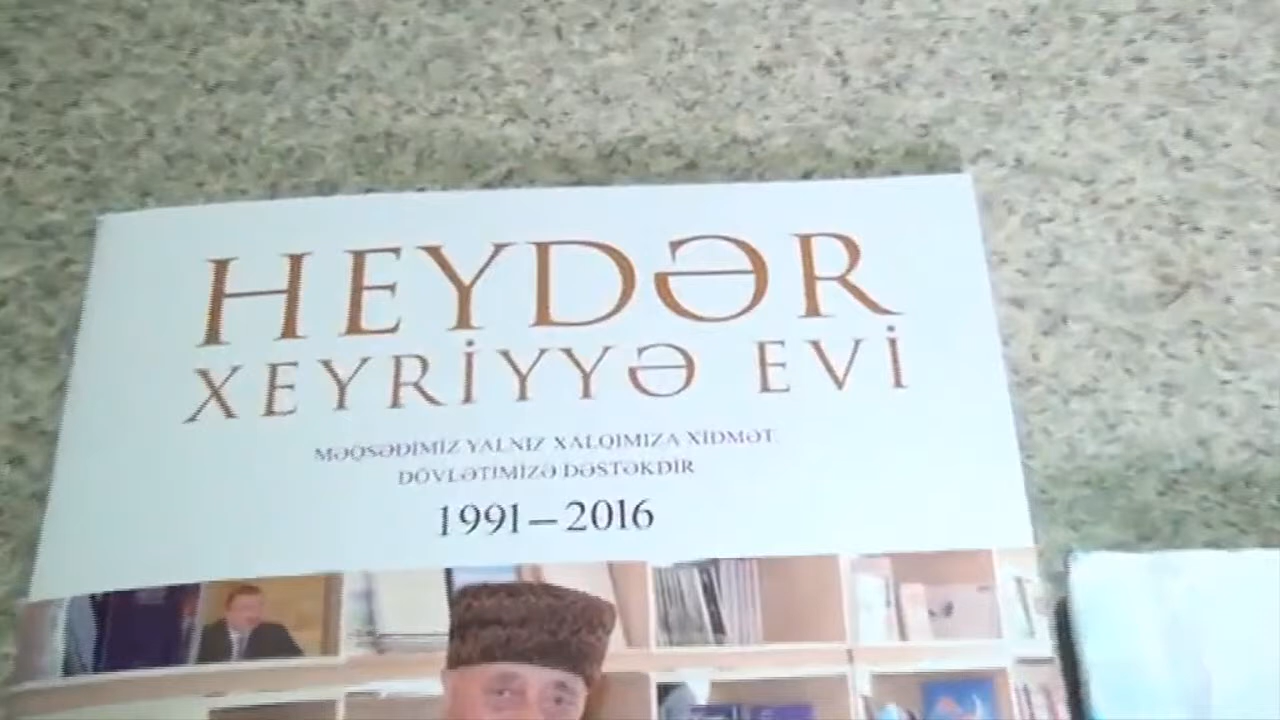 HEYDƏR
XEYRİYYƏ EVİ
MƏQSƏDİMİZ YALNIZ XALQIMIZA XİDMƏT
DÖVLƏTİMİZƏ DƏSTƏKDİR
1991–2016